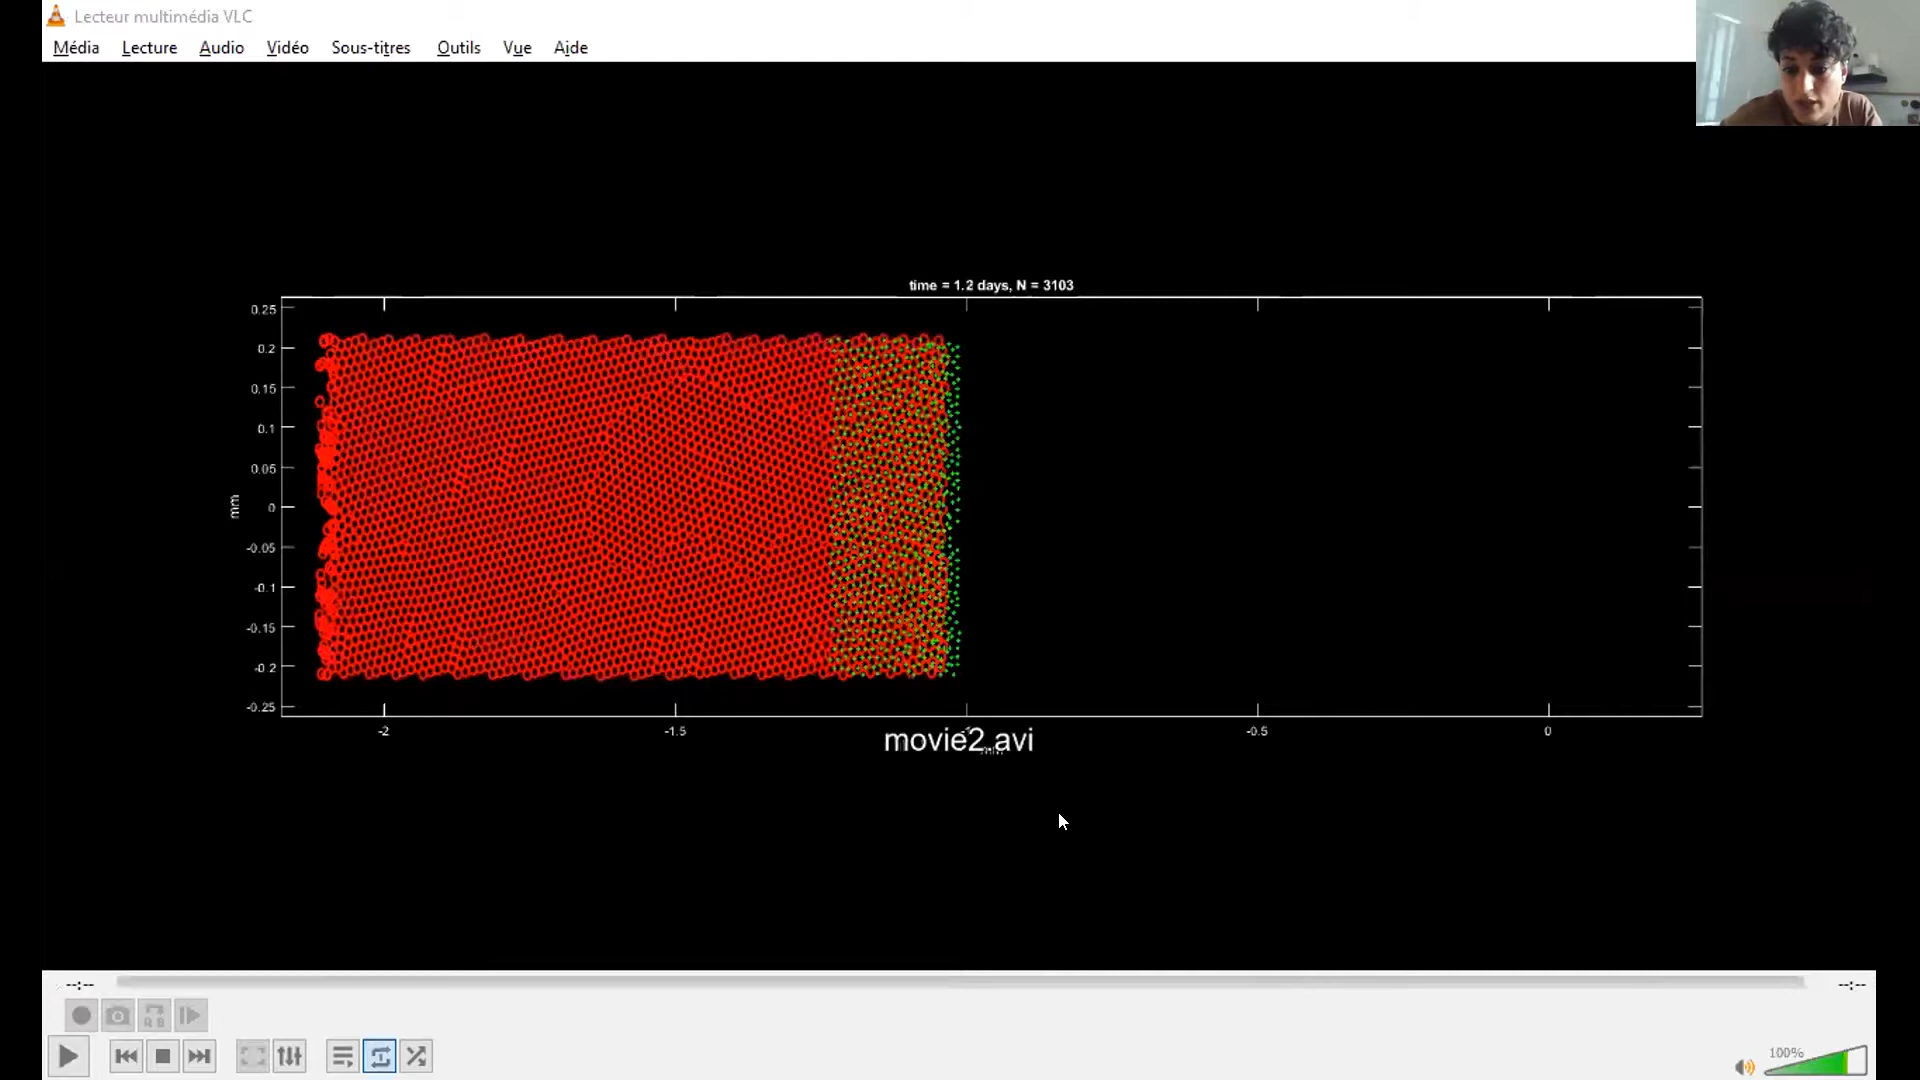 Lecteur multimédia VLC
Média Lecture Audio Vidéo Sous-titres Outils Vue Aide
time = 1.2 days, N = 3103
0.25
0.2
0.15
0.1
0.05
0
-0.05
-0.1
-0.15
-0.2
-0.25
mm
-2 -1.5 -0.5 0
movie2.avi
--:-- --:--
100%